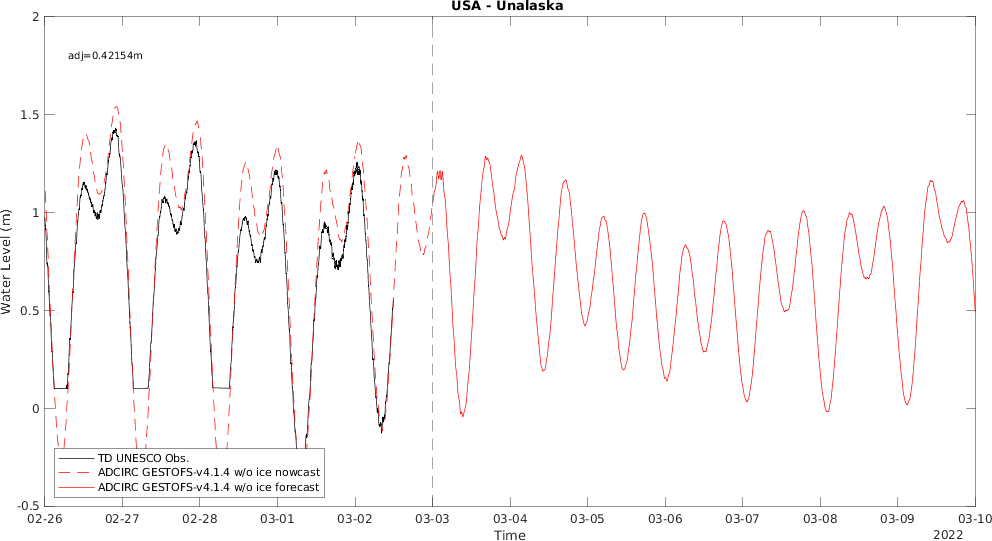 USA - Unalaska
2
adj=0.42154m
1.5
1
0.5
0
-0.5
Water Level (m)
TD UNESCO Obs.
ADCIRC GESTOFS-v4.1.4 w/o ice nowcast
ADCIRC GESTOFS-v4.1.4 w/o ice forecast
02-26 02-27 02-28 03-01 03-02 03-03 03-04 03-05 03-06 03-07 03-08 03-09 03-10
Time
2022